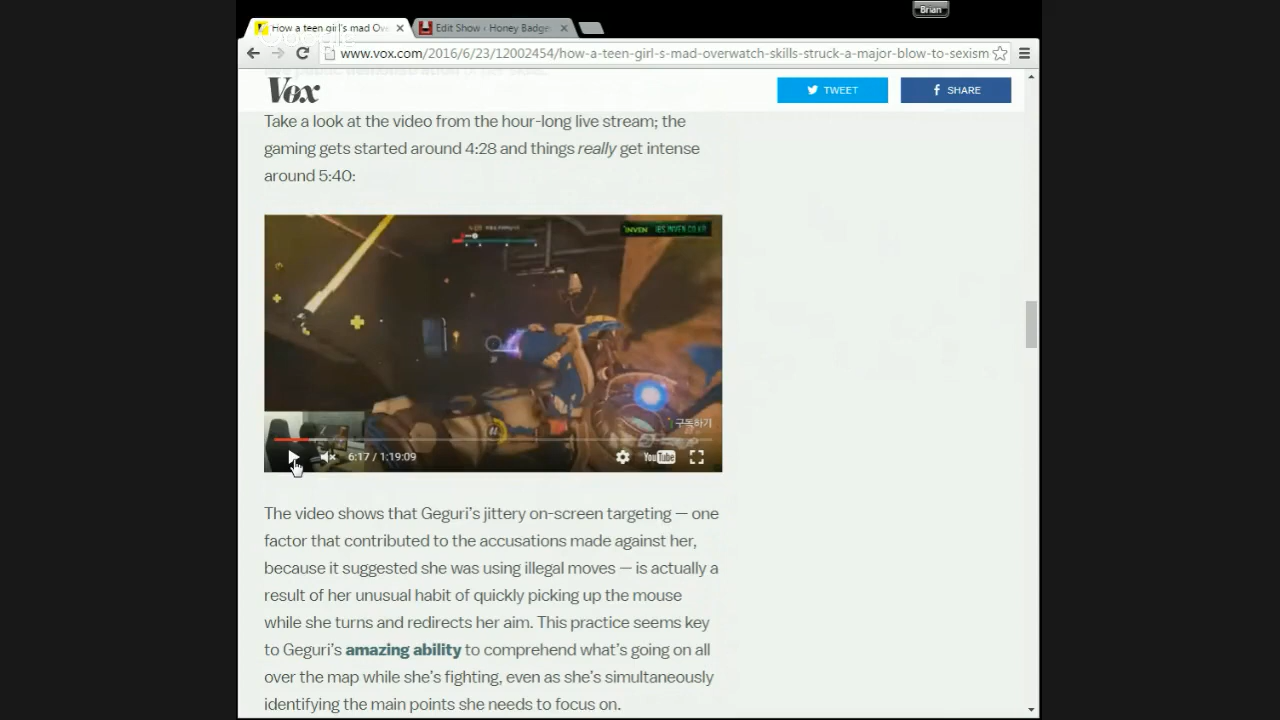 Brian
How a teen girl's mad Ov
Edit Show ‹ Honey Badge
www.vox.com/2016/6/23/12002454/how-a-teen-girl-s-mad-overwatch-skills-struck-a-major-blow-to-sexism
Vox
TWEET
SHARE
Take a look at the video from the hour-long live stream; the
gaming gets started around 4:28 and things really get intense
around 5:40:
INVEN
구독하기
6:17 / 1:19:09
YouTube
The video shows that Geguri's jittery on-screen targeting — one
factor that contributed to the accusations made against her,
because it suggested she was using illegal moves — is actually a
result of her unusual habit of quickly picking up the mouse
while she turns and redirects her aim. This practice seems key
to Geguri's amazing ability to comprehend what's going on all
over the map while she's fighting, even as she's simultaneously
identifying the main points she needs to focus on.